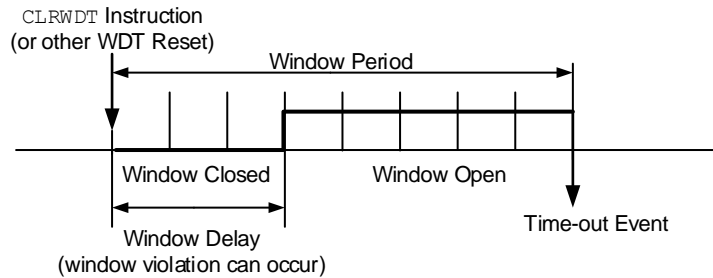 CLRWDT Instruction
(or other WDT Reset)
Window Period
Window Closed
Window Open
Time-out Event
Window Delay
(window violation can occur)